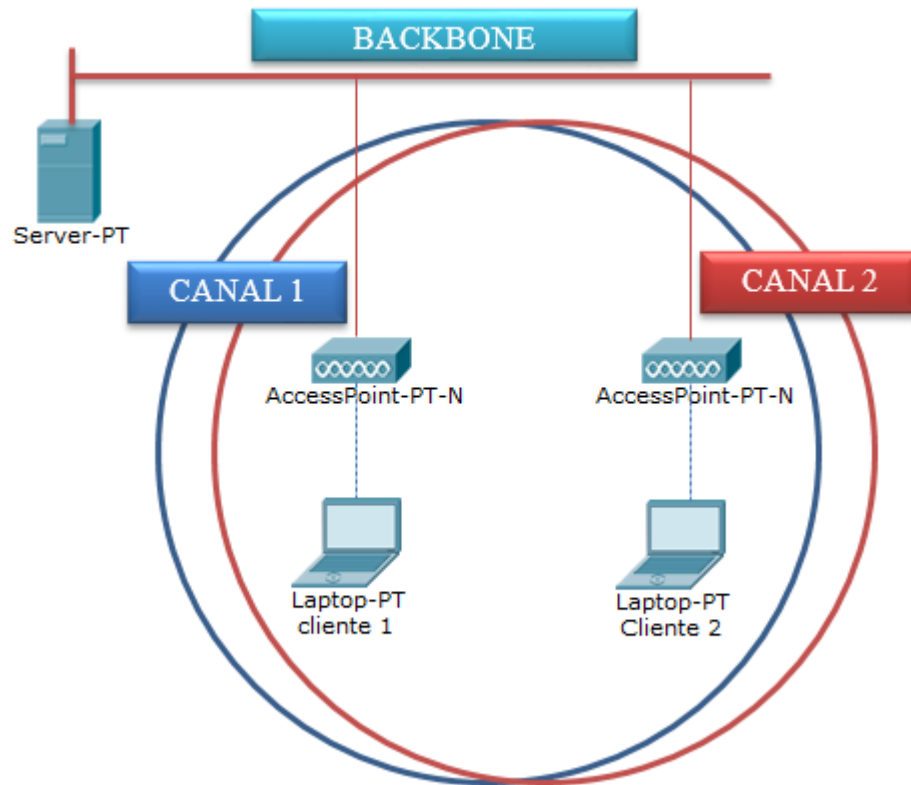 BACKBONE
Server-PT
CANAL 1
CANAL 2
AccessPoint-PT-N
AccessPoint-PT-N
Laptop-PT
cliente 1
Laptop-PT
Cliente 2